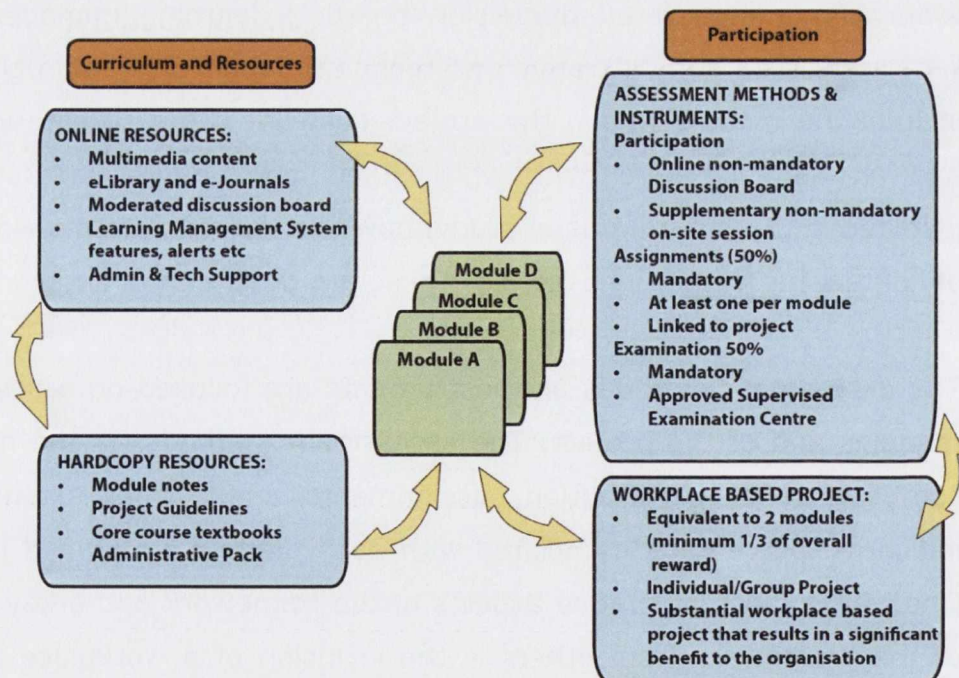 Curriculum and Resources
Participation
ONLINE RESOURCES:
• Multimedia content
• eLibrary and e-Journals
• Moderated discussion board
• Learning Management System
features, alerts etc
• Admin & Tech Support
HARDCOPY RESOURCES:
• Module notes
• Project Guidelines
• Core course textbooks
• Administrative Pack
Module D
Module C
Module B
Module A
ASSESSMENT METHODS &
INSTRUMENTS:
Participation
• Online non-mandatory
Discussion Board
• Supplementary non-mandatory
on-site session
Assignments (50%)
• Mandatory
• At least one per module
• Linked to project
Examination 50%
• Mandatory
• Approved Supervised
Examination Centre
WORKPLACE BASED PROJECT:
• Equivalent to 2 modules
(minimum 1/3 of overall
reward)
• Individual/Group Project
• Substantial workplace based
project that results in a significant
benefit to the organisation